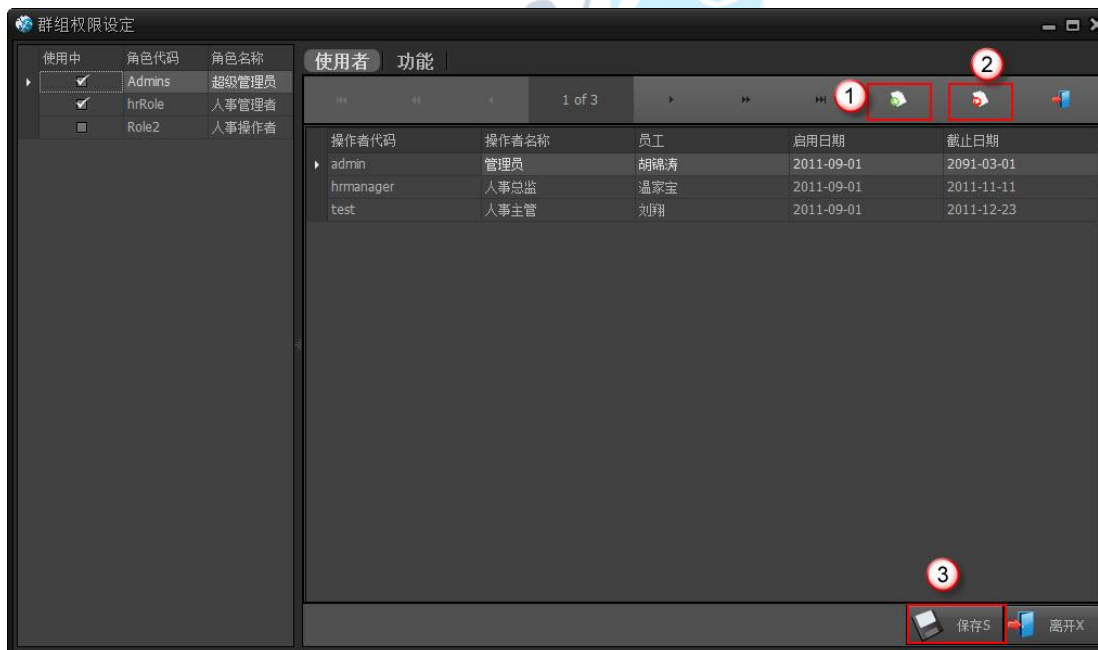 群组权限设定
使用中 角色代码 角色名称
Admins 超级管理员
hrRole 人事管理者
Role2 人事操作者
使用者 功能
1 of 3
1
2
操作者代码 操作者名称 员工 启用日期 截止日期
admin 管理员 胡锦涛 2011-09-01 2091-03-01
hrmanager 人事总监 温家宝 2011-09-01 2011-11-11
test 人事主管 刘翔 2011-09-01 2011-12-23
3
保存S 离开X